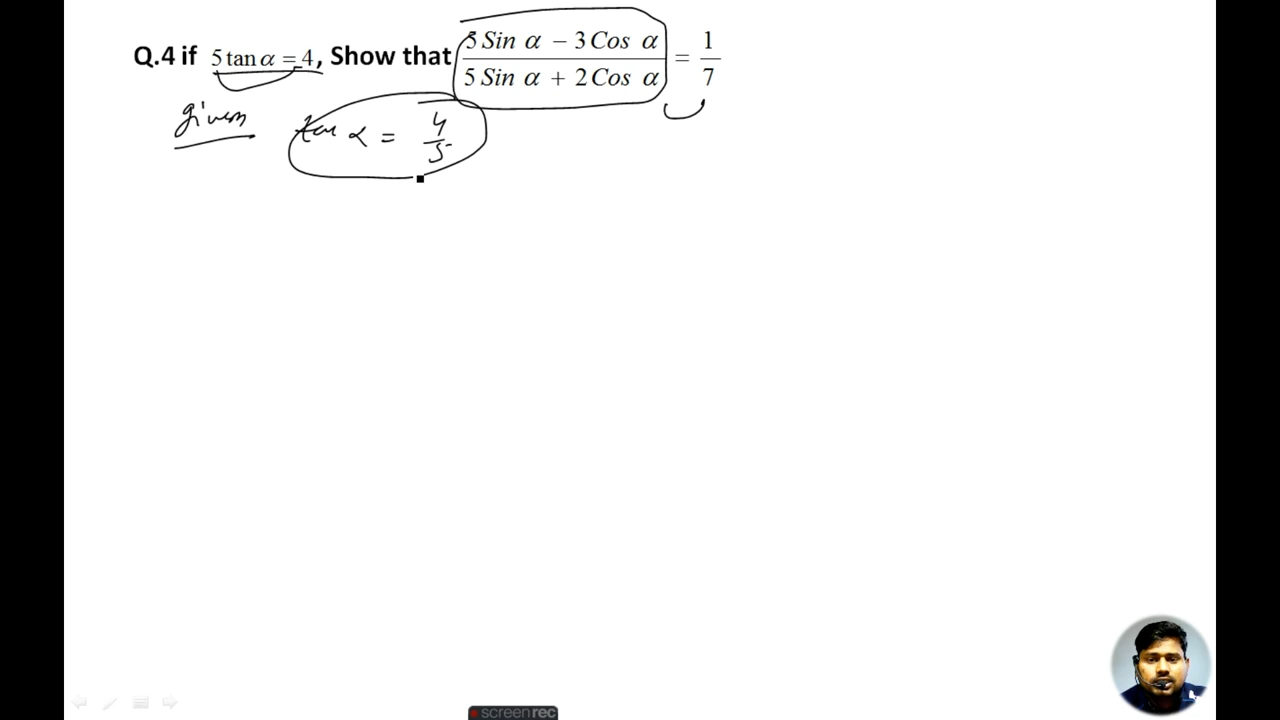 Q.4 if 5 tan α = 4, Show that (5 Sin α − 3 Cos α) / (5 Sin α + 2 Cos α) = 1/7
given tan α = 4/5
screenrec